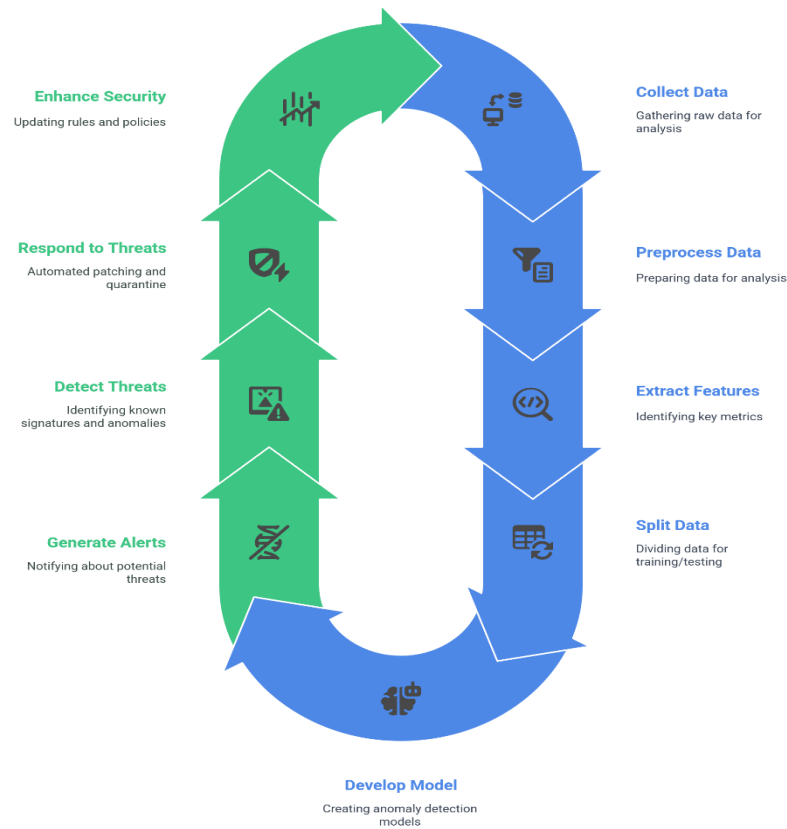 Enhance Security
Updating rules and policies
Respond to Threats
Automated patching and
quarantine
Detect Threats
Identifying known
signatures and anomalies
Generate Alerts
Notifying about potential
threats
Collect Data
Gathering raw data for
analysis
Preprocess Data
Preparing data for analysis
Extract Features
Identifying key metrics
Split Data
Dividing data for
training/testing
Develop Model
Creating anomaly detection
models